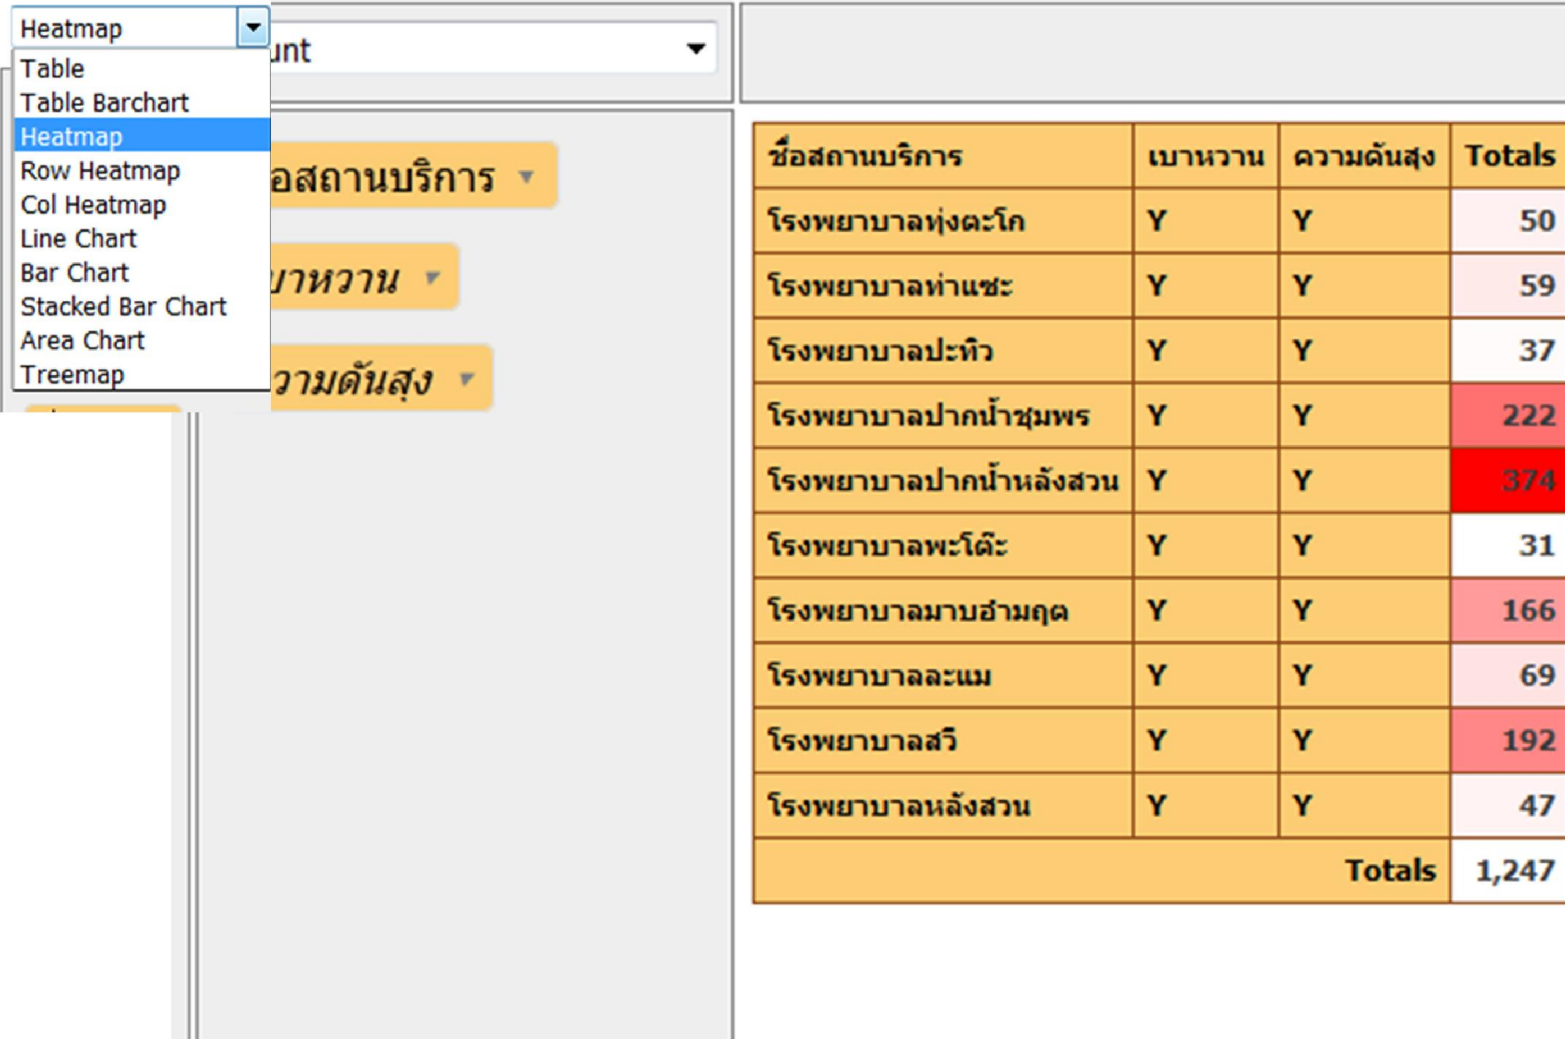 Heatmap
Table
Table Barchart
Heatmap
Row Heatmap
Col Heatmap
Line Chart
Bar Chart
Stacked Bar Chart
Area Chart
Treemap
unt
อสถานบริการ
บาหวาน
วามดันสุง
ชื่อสถานบริการ เบาหวาน ความดันสุง Totals
โรงพยาบาลทุ่งตะโก Y Y 50
โรงพยาบาลท่าแซะ Y Y 59
โรงพยาบาลปะทิว Y Y 37
โรงพยาบาลปากน้ำชุมพร Y Y 222
โรงพยาบาลปากน้ำหลังสวน Y Y 374
โรงพยาบาลพะโต๊ะ Y Y 31
โรงพยาบาลมาบอำมฤต Y Y 166
โรงพยาบาลละแม Y Y 69
โรงพยาบาลสวี Y Y 192
โรงพยาบาลหลังสวน Y Y 47
Totals 1,247